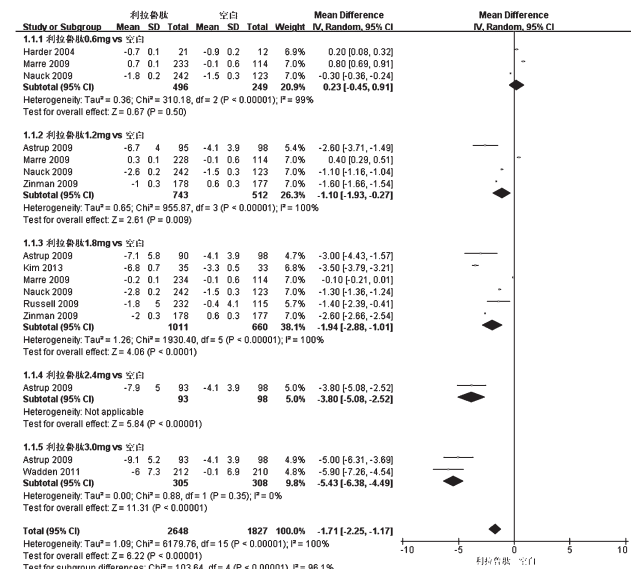 利拉鲁肽 空白 Mean Difference Mean Difference
Study or Subgroup Mean SD Total Mean SD Total Weight IV, Random, 95% CI IV, Random, 95% CI
1.1.1 利拉鲁肽0.6mg vs 空白
Harder 2004 -0.7 0.1 21 -0.9 0.2 12 6.9% 0.20 [0.08, 0.32]
Marre 2009 0.7 0.1 233 -0.1 0.6 114 7.0% 0.80 [0.69, 0.91]
Nauck 2009 -1.8 0.2 242 -1.5 0.3 123 7.0% -0.30 [-0.36, -0.24]
Subtotal (95% CI) 496 249 20.9% 0.23 [-0.45, 0.91]
Heterogeneity: Tau² = 0.36; Chi² = 310.18, df = 2 (P < 0.00001); I² = 99%
Test for overall effect: Z = 0.67 (P = 0.50)
1.1.2 利拉鲁肽1.2mg vs 空白
Astrup 2009 -6.7 4 95 -4.1 3.9 98 5.4% -2.60 [-3.71, -1.49]
Marre 2009 0.3 0.1 228 -0.1 0.6 114 7.0% 0.40 [0.29, 0.51]
Nauck 2009 -2.6 0.2 242 -1.5 0.3 123 7.0% -1.10 [-1.16, -1.04]
Zinman 2009 -1 0.3 178 0.6 0.3 177 7.0% -1.60 [-1.66, -1.54]
Subtotal (95% CI) 743 512 26.3% -1.10 [-1.93, -0.27]
Heterogeneity: Tau² = 0.65; Chi² = 955.87, df = 3 (P < 0.00001); I² = 100%
Test for overall effect: Z = 2.61 (P = 0.009)
1.1.3 利拉鲁肽1.8mg vs 空白
Astrup 2009 -7.1 5.8 90 -4.1 3.9 98 4.7% -3.00 [-4.43, -1.57]
Kim 2013 -6.8 0.7 35 -3.3 0.5 33 6.8% -3.50 [-3.79, -3.21]
Marre 2009 -0.2 0.1 234 -0.1 0.6 114 7.0% -0.10 [-0.21, 0.01]
Nauck 2009 -2.8 0.2 242 -1.5 0.3 123 7.0% -1.30 [-1.36, -1.24]
Russell 2009 -1.8 5 232 -0.4 4.1 115 5.6% -1.40 [-2.39, -0.41]
Zinman 2009 -2 0.3 178 0.6 0.3 177 7.0% -2.60 [-2.66, -2.54]
Subtotal (95% CI) 1011 660 38.1% -1.94 [-2.88, -1.01]
Heterogeneity: Tau² = 1.26; Chi² = 1930.40, df = 5 (P < 0.00001); I² = 100%
Test for overall effect: Z = 4.06 (P < 0.0001)
1.1.4 利拉鲁肽2.4mg vs 空白
Astrup 2009 -7.9 5 93 -4.1 3.9 98 5.0% -3.80 [-5.08, -2.52]
Subtotal (95% CI) 93 98 5.0% -3.80 [-5.08, -2.52]
Heterogeneity: Not applicable
Test for overall effect: Z = 5.84 (P < 0.00001)
1.1.5 利拉鲁肽3.0mg vs 空白
Astrup 2009 -9.1 5.2 93 -4.1 3.9 98 5.0% -5.00 [-6.31, -3.69]
Wadden 2011 -6 7.3 212 -0.1 6.9 210 4.8% -5.90 [-7.26, -4.54]
Subtotal (95% CI) 305 308 9.8% -5.43 [-6.38, -4.49]
Heterogeneity: Tau² = 0.00; Chi² = 0.88, df = 1 (P = 0.35); I² = 0%
Test for overall effect: Z = 11.31 (P < 0.00001)
Total (95% CI) 2648 1827 100.0% -1.71 [-2.25, -1.17]
Heterogeneity: Tau² = 1.09; Chi² = 6179.76, df = 15 (P < 0.00001); I² = 100%
-10 -5 0 5 10
Test for overall effect: Z = 6.22 (P < 0.00001)
利拉鲁肽 空白
Test for subgroup differences: Chi² = 103.64, df = 4 (P < 0.00001), I² = 96.1%